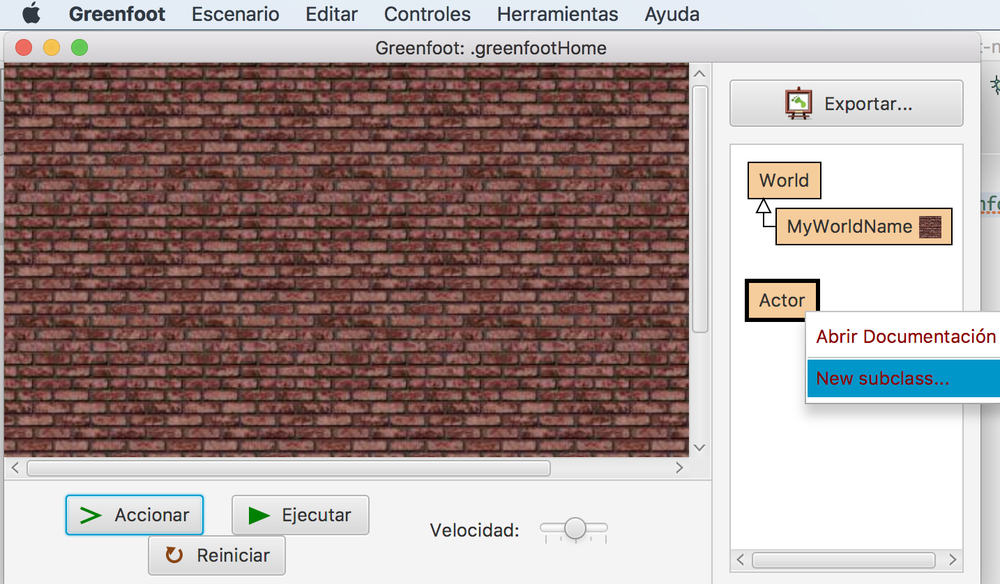 Greenfoot Escenario Editar Controles Herramientas Ayuda
Greenfoot: .greenfootHome
Exportar...
World
MyWorldName
Actor
Abrir Documentación
New subclass...
Accionar
Ejecutar
Velocidad:
Reiniciar